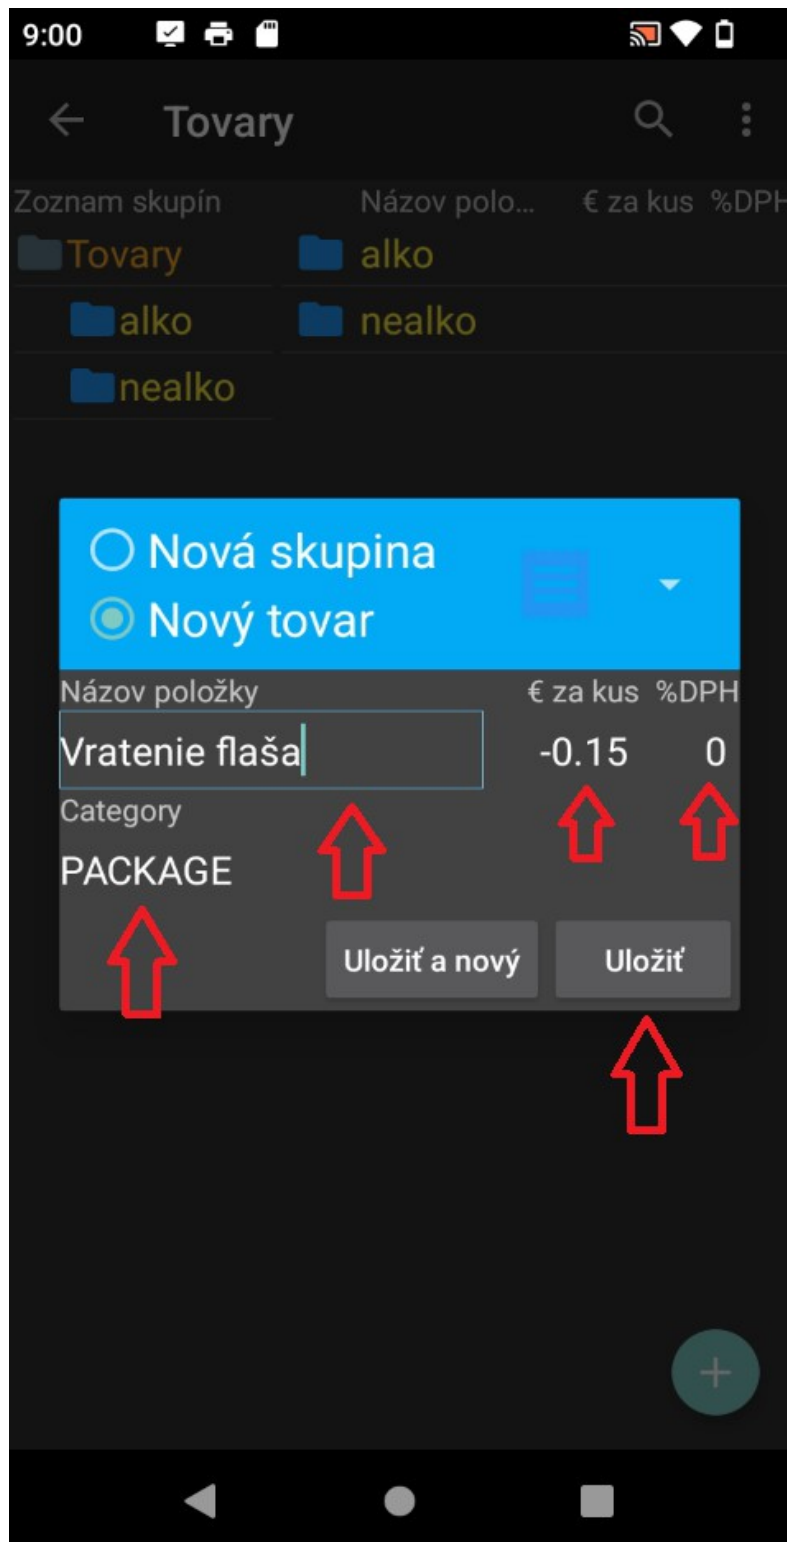 9:00
Tovary
Zoznam skupín Názov polo... € za kus %DPH
Tovary alko
alko nealko
nealko
Nová skupina
Nový tovar
Názov položky € za kus %DPH
Vratenie flaša -0.15 0
Category
PACKAGE
Uložiť a nový Uložiť